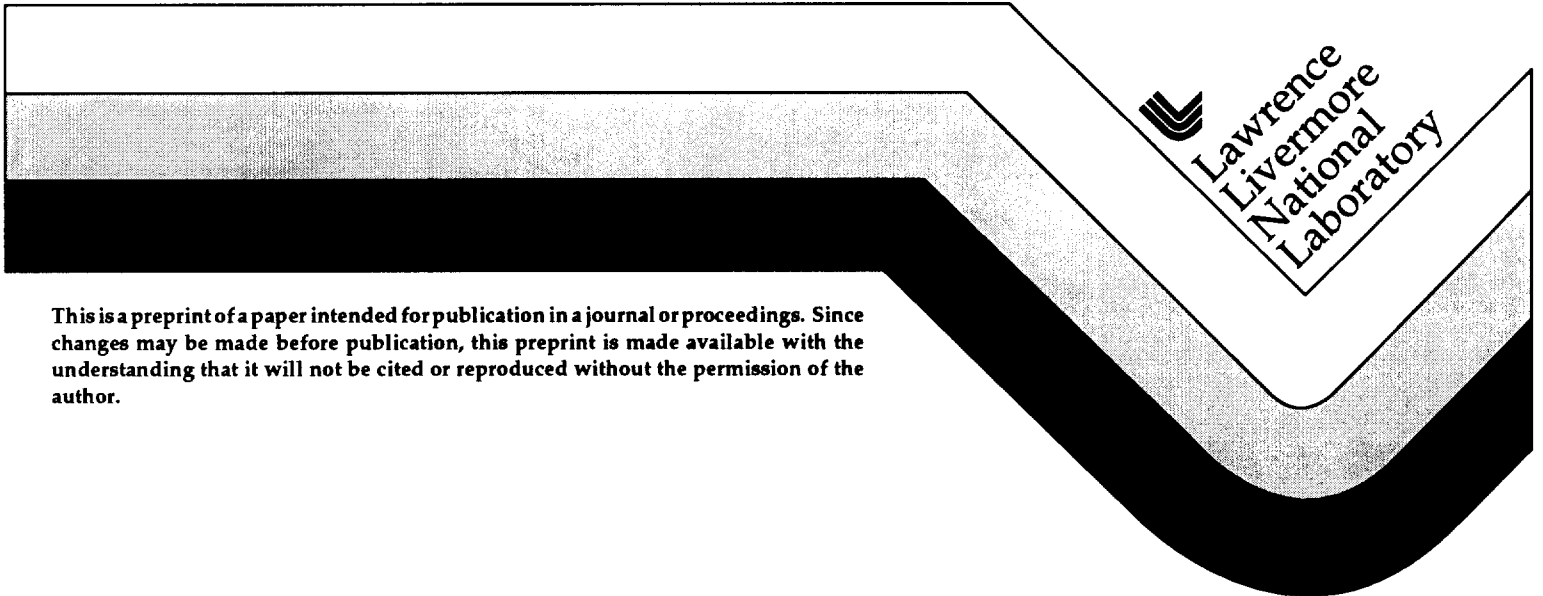 Lawrence
Livermore
National
Laboratory
This is a preprint of a paper intended for publication in a journal or proceedings. Since
changes may be made before publication, this preprint is made available with the
understanding that it will not be cited or reproduced without the permission of the
author.